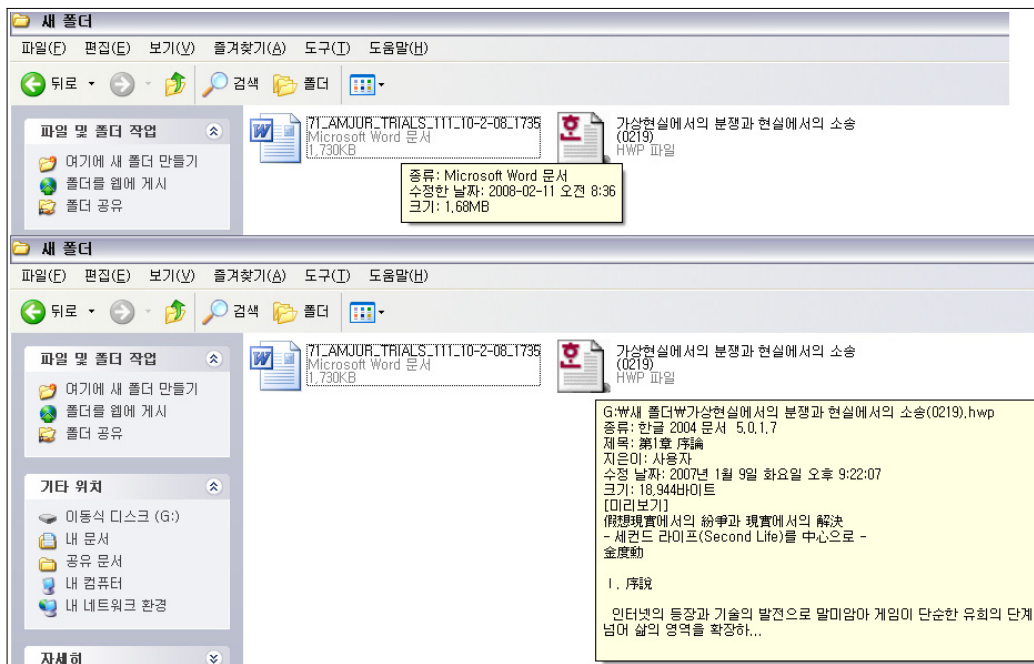 새 폴더
파일(F) 편집(E) 보기(V) 즐겨찾기(A) 도구(T) 도움말(H)
뒤로 검색 폴더
파일 및 폴더 작업
여기에 새 폴더 만들기
폴더를 웹에 게시
폴더 공유
71_AMJUR_TRIALS_111_10-2-08_1735
Microsoft Word 문서
1,730KB
가상현실에서의 분쟁과 현실에서의 소송
(0219)
HWP 파일
종류: Microsoft Word 문서
수정한 날짜: 2008-02-11 오전 8:36
크기: 1,68MB
새 폴더
파일(F) 편집(E) 보기(V) 즐겨찾기(A) 도구(T) 도움말(H)
뒤로 검색 폴더
파일 및 폴더 작업
여기에 새 폴더 만들기
폴더를 웹에 게시
폴더 공유
기타 위치
이동식 디스크 (G:)
내 문서
공유 문서
내 컴퓨터
내 네트워크 환경
자세히
71_AMJUR_TRIALS_111_10-2-08_1735
Microsoft Word 문서
1,730KB
가상현실에서의 분쟁과 현실에서의 소송
(0219)
HWP 파일
G:₩새 폴더₩가상현실에서의 분쟁과 현실에서의 소송(0219),hwp
종류: 한글 2004 문서 5,0,1,7
제목: 第1章 序論
지은이: 사용자
수정 날짜: 2007년 1월 9일 화요일 오후 9:22:07
크기: 18,944바이트
[미리보기]
假想現實에서의 紛爭과 現實에서의 解決
- 세컨드 라이프(Second Life)를 中心으로 -
金度勳
Ⅰ. 序說
인터넷의 등장과 기술의 발전으로 말미암아 게임이 단순한 유희의 단계
넘어 삶의 영역을 확장하...